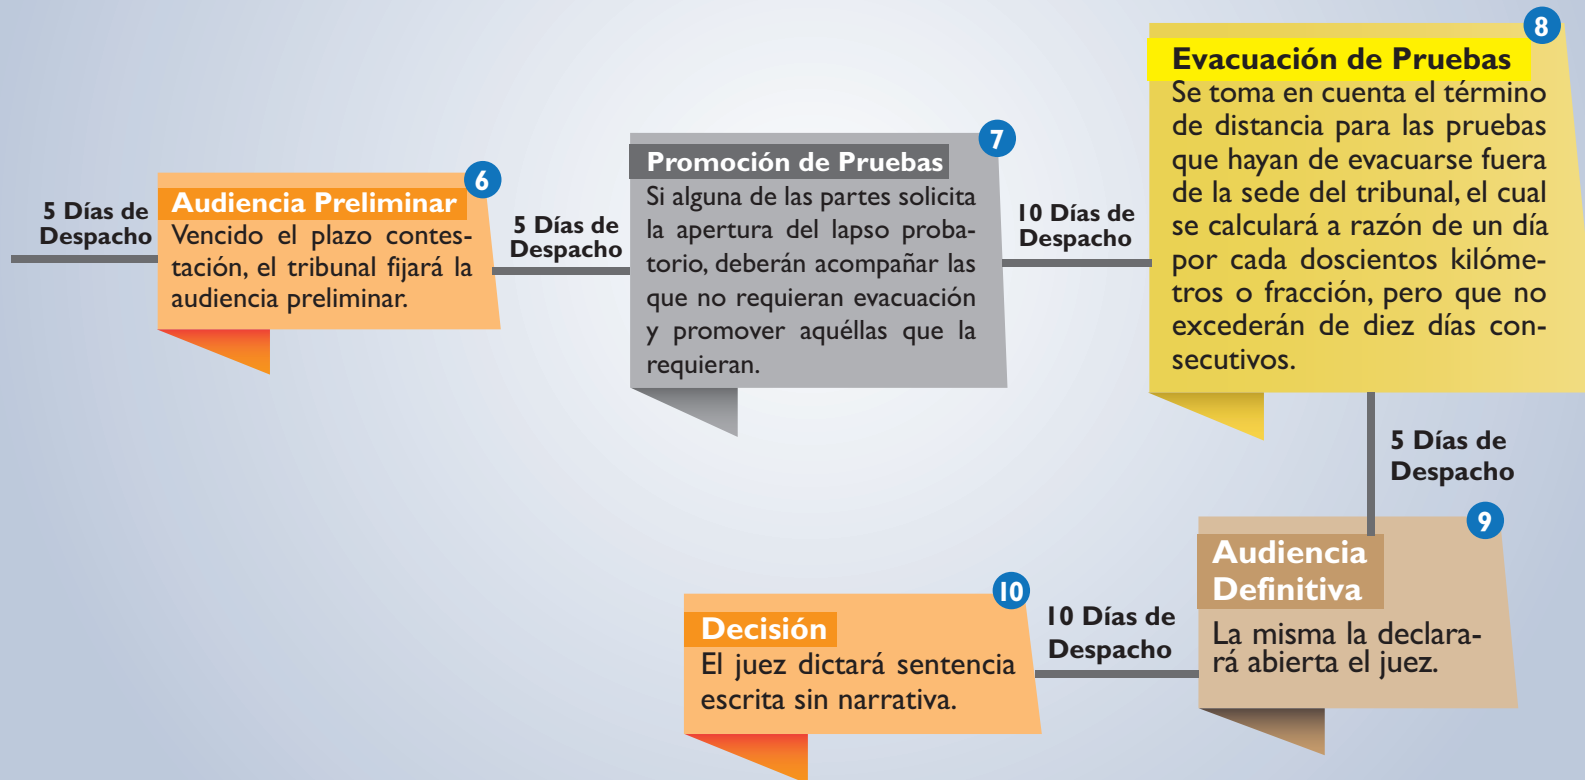 5 Días de
Despacho
6
Audiencia Preliminar
Vencido el plazo contes-
tación, el tribunal fijará la
audiencia preliminar.
5 Días de
Despacho
7
Promoción de Pruebas
Si alguna de las partes solicita
la apertura del lapso proba-
torio, deberán acompañar las
que no requieran evacuación
y promover aquéllas que la
requieran.
10 Días de
Despacho
8
Evacuación de Pruebas
Se toma en cuenta el término
de distancia para las pruebas
que hayan de evacuarse fuera
de la sede del tribunal, el cual
se calculará a razón de un día
por cada doscientos kilóme-
tros o fracción, pero que no
excederán de diez días con-
secutivos.
5 Días de
Despacho
9
Audiencia
Definitiva
La misma la declara-
rá abierta el juez.
10 Días de
Despacho
10
Decisión
El juez dictará sentencia
escrita sin narrativa.